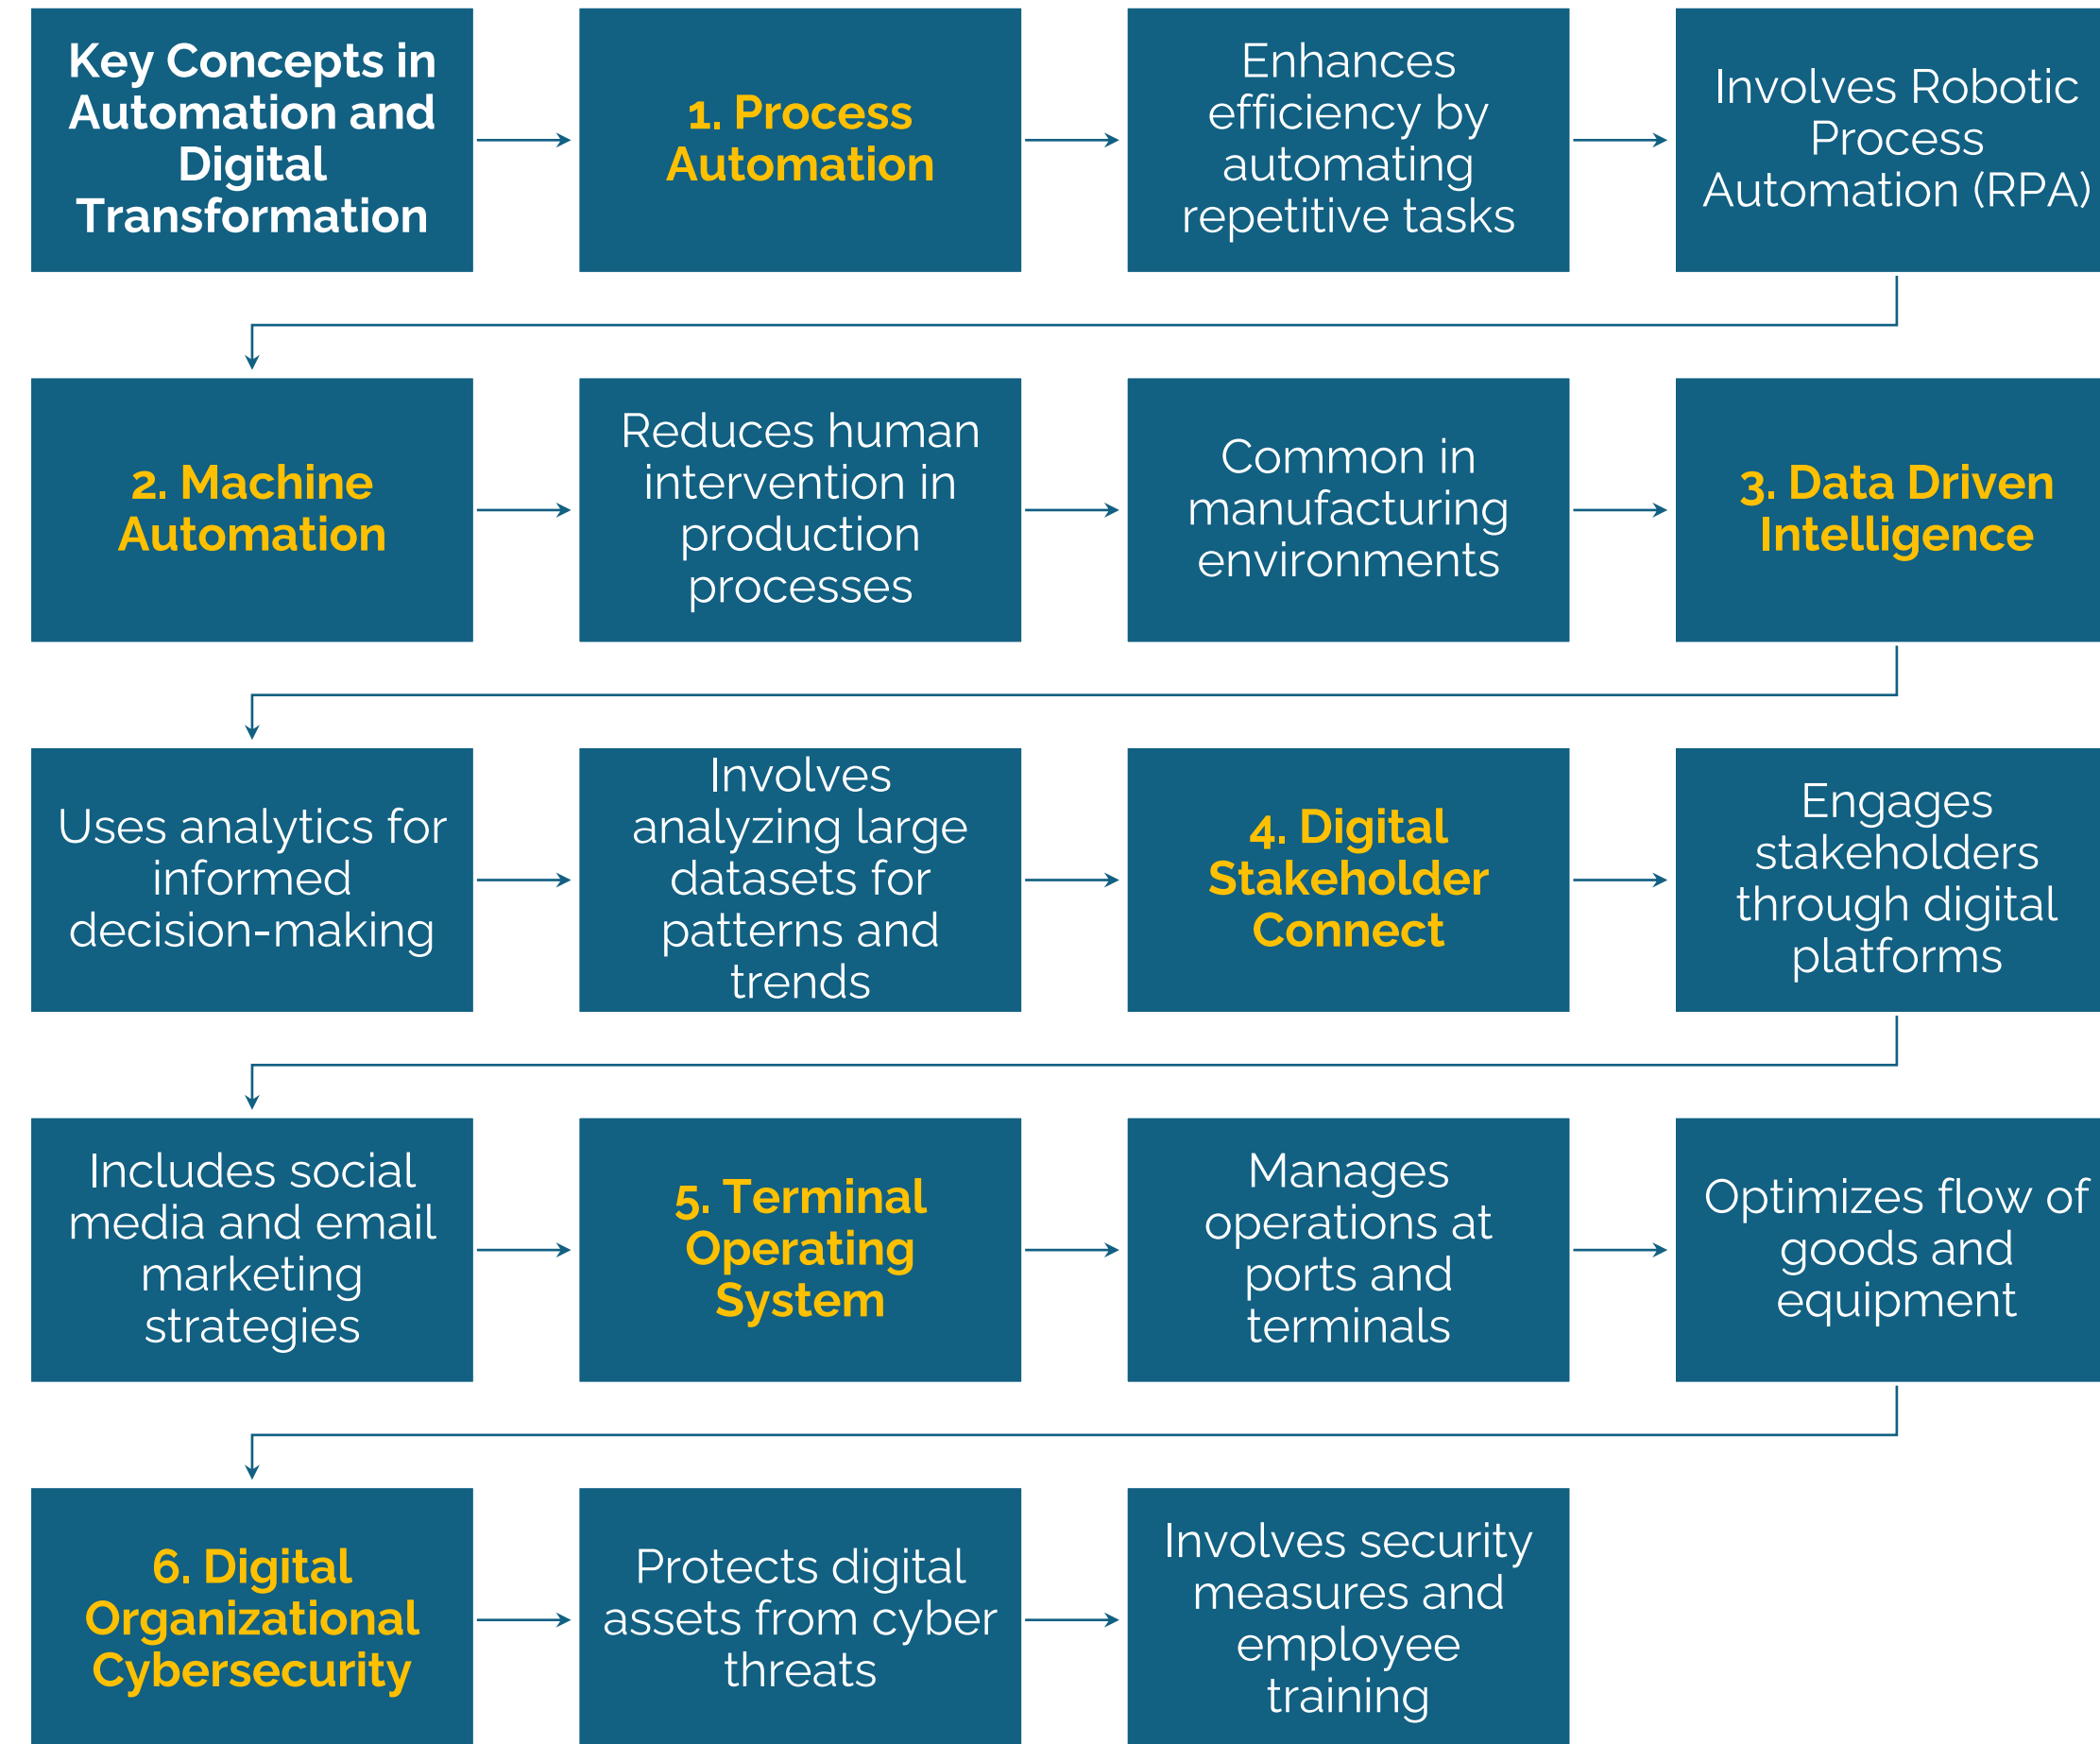 Key Concepts in
Automation and
Digital
Transformation
1. Process
Automation
Enhances
efficiency by
automating
repetitive tasks
Involves Robotic
Process
Automation (RPA)
2. Machine
Automation
Reduces human
intervention in
production
processes
Common in
manufacturing
environments
3. Data Driven
Intelligence
Uses analytics for
informed
decision-making
Involves
analyzing large
datasets for
patterns and
trends
4. Digital
Stakeholder
Connect
Engages
stakeholders
through digital
platforms
Includes social
media and email
marketing
strategies
5. Terminal
Operating
System
Manages
operations at
ports and
terminals
Optimizes flow of
goods and
equipment
6. Digital
Organizational
Cybersecurity
Protects digital
assets from cyber
threats
Involves security
measures and
employee
training